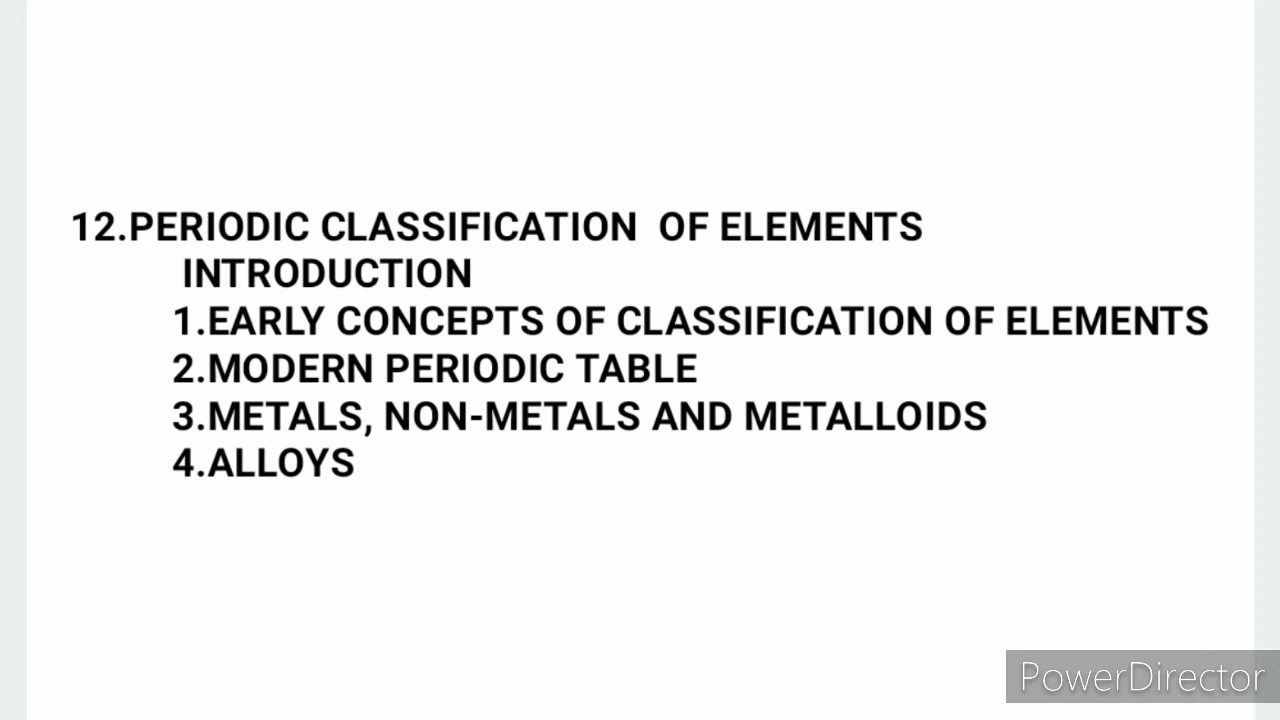 12.PERIODIC CLASSIFICATION OF ELEMENTS
INTRODUCTION
1.EARLY CONCEPTS OF CLASSIFICATION OF ELEMENTS
2.MODERN PERIODIC TABLE
3.METALS, NON-METALS AND METALLOIDS
4.ALLOYS
PowerDirector